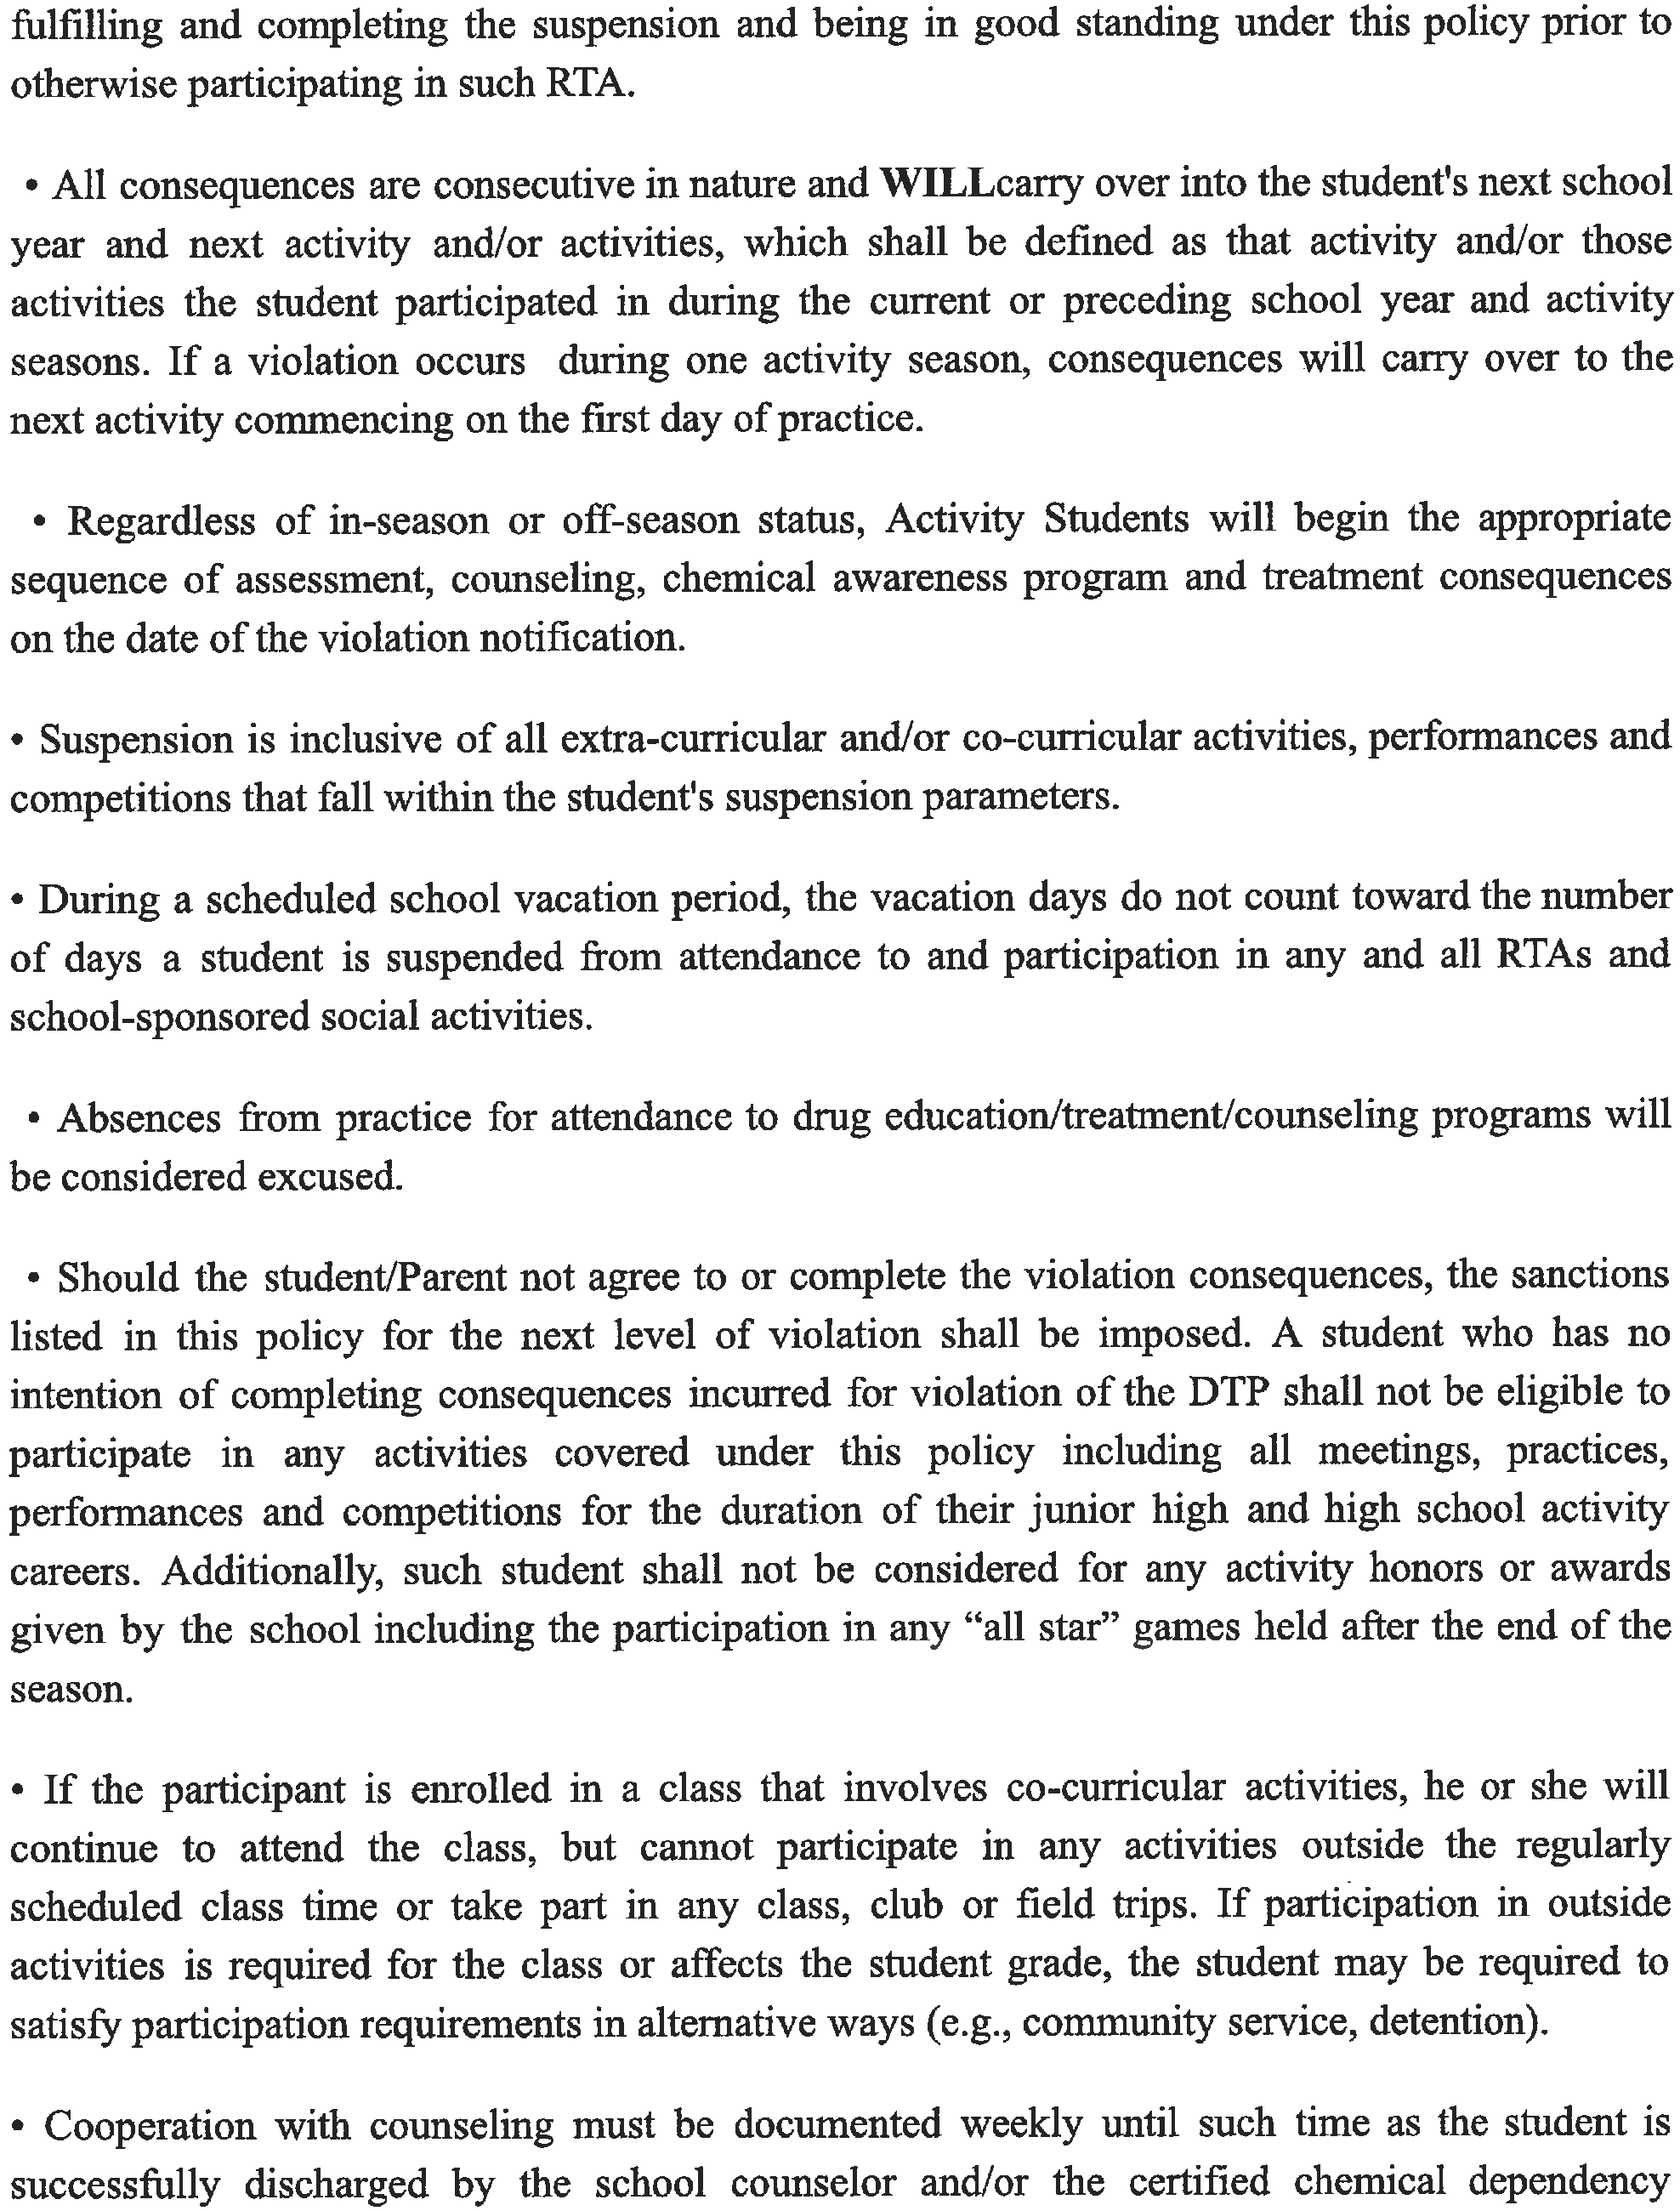 fulfilling and completing the suspension and being in good standing under this policy prior to
otherwise participating in such RTA.
• All consequences are consecutive in nature and WILLcarry over into the student's next school
year and next activity and/or activities, which shall be defined as that activity and/or those
activities the student participated in during the current or preceding school year and activity
seasons. If a violation occurs during one activity season, consequences will carry over to the
next activity commencing on the first day of practice.
• Regardless of in-season or off-season status, Activity Students will begin the appropriate
sequence of assessment, counseling, chemical awareness program and treatment consequences
on the date of the violation notification.
• Suspension is inclusive of all extra-curricular and/or co-curricular activities, performances and
competitions that fall within the student's suspension parameters.
• During a scheduled school vacation period, the vacation days do not count toward the number
of days a student is suspended from attendance to and participation in any and all RTAs and
school-sponsored social activities.
• Absences from practice for attendance to drug education/treatment/counseling programs will
be considered excused.
• Should the student/Parent not agree to or complete the violation consequences, the sanctions
listed in this policy for the next level of violation shall be imposed. A student who has no
intention of completing consequences incurred for violation of the DTP shall not be eligible to
participate in any activities covered under this policy including all meetings, practices,
performances and competitions for the duration of their junior high and high school activity
careers. Additionally, such student shall not be considered for any activity honors or awards
given by the school including the participation in any “all star” games held after the end of the
season.
• If the participant is enrolled in a class that involves co-curricular activities, he or she will
continue to attend the class, but cannot participate in any activities outside the regularly
scheduled class time or take part in any class, club or field trips. If participation in outside
activities is required for the class or affects the student grade, the student may be required to
satisfy participation requirements in alternative ways (e.g., community service, detention).
• Cooperation with counseling must be documented weekly until such time as the student is
successfully discharged by the school counselor and/or the certified chemical dependency